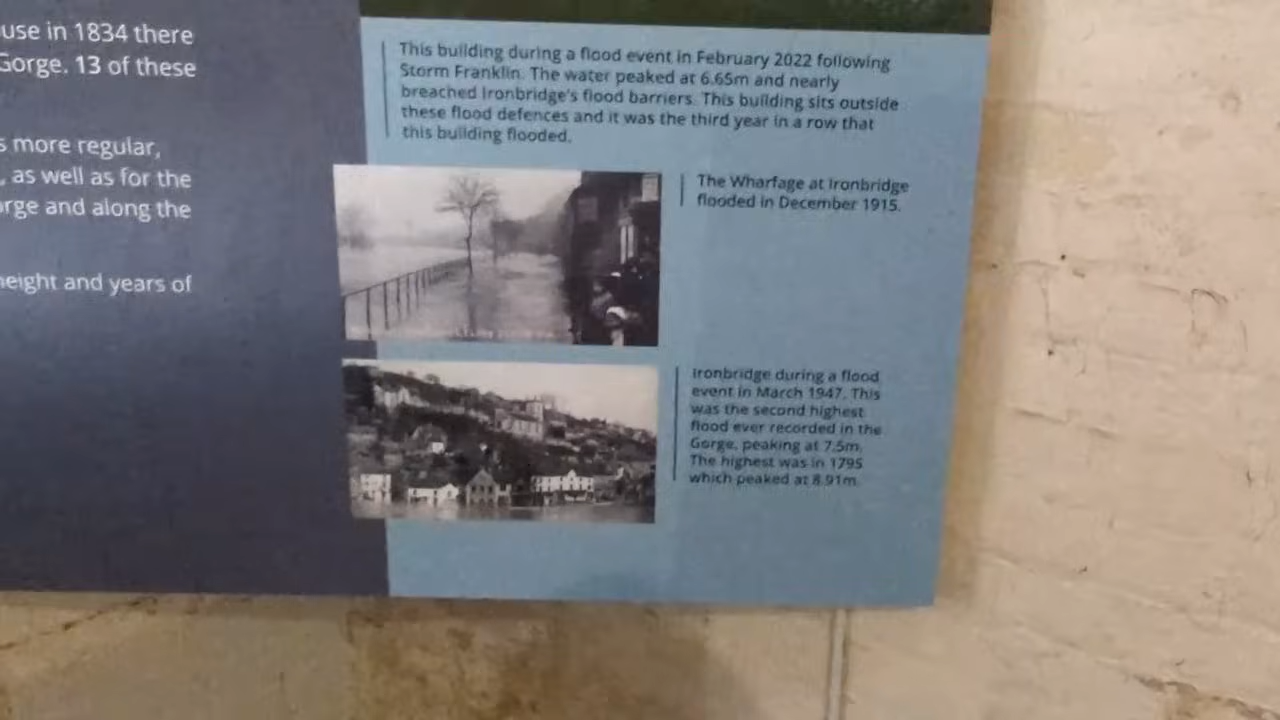 use in 1834 there
Gorge. 13 of these
s more regular,
, as well as for the
orge and along the
height and years of
This building during a flood event in February 2022 following
Storm Franklin. The water peaked at 6.65m and nearly
breached Ironbridge's flood barriers. This building sits outside
these flood defences and it was the third year in a row that
this building flooded.
The Wharfage at Ironbridge
flooded in December 1915.
Ironbridge during a flood
event in March 1947. This
was the second highest
flood ever recorded in the
Gorge, peaking at 7.5m.
The highest was in 1795
which peaked at 8.91m.